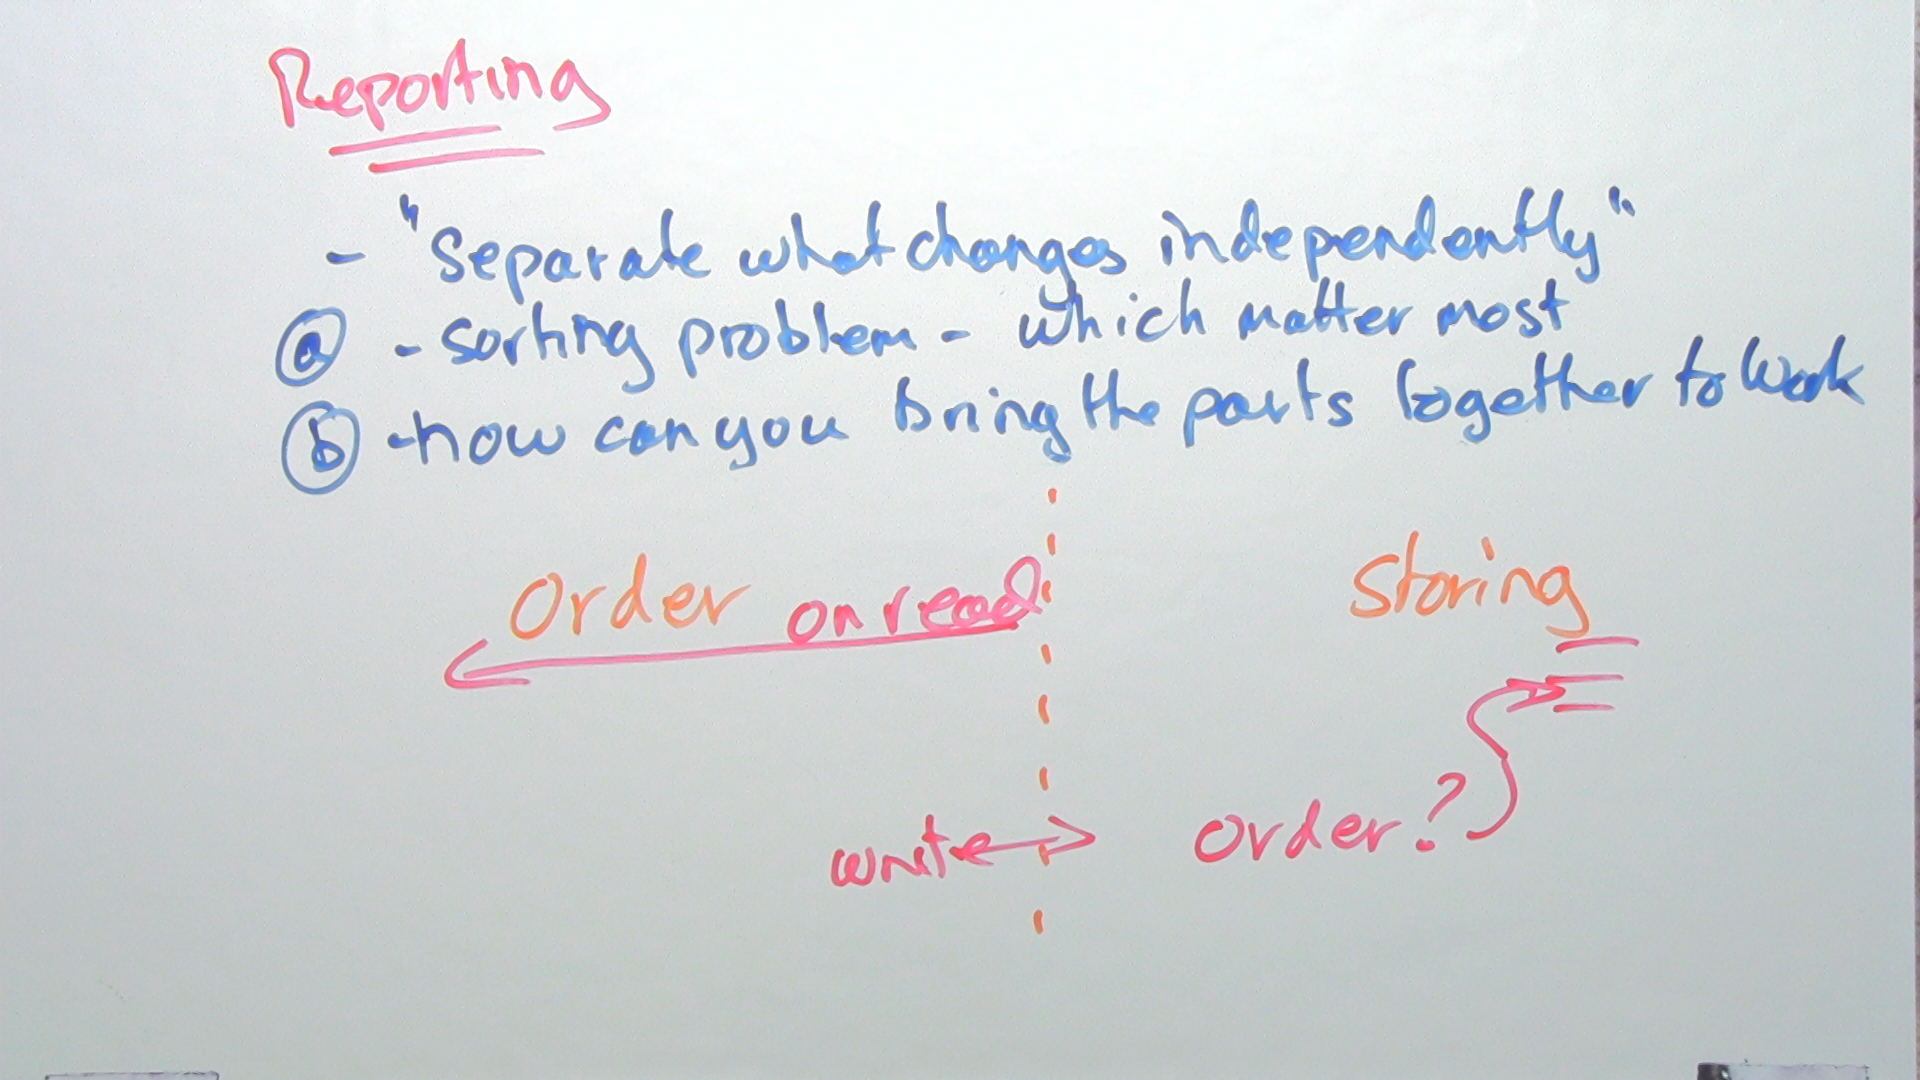 Reporting
- "Separate what changes independently"
a - sorting problem - which matter most
b - how can you bring the parts together to work
Order on read
Storing
write
order?